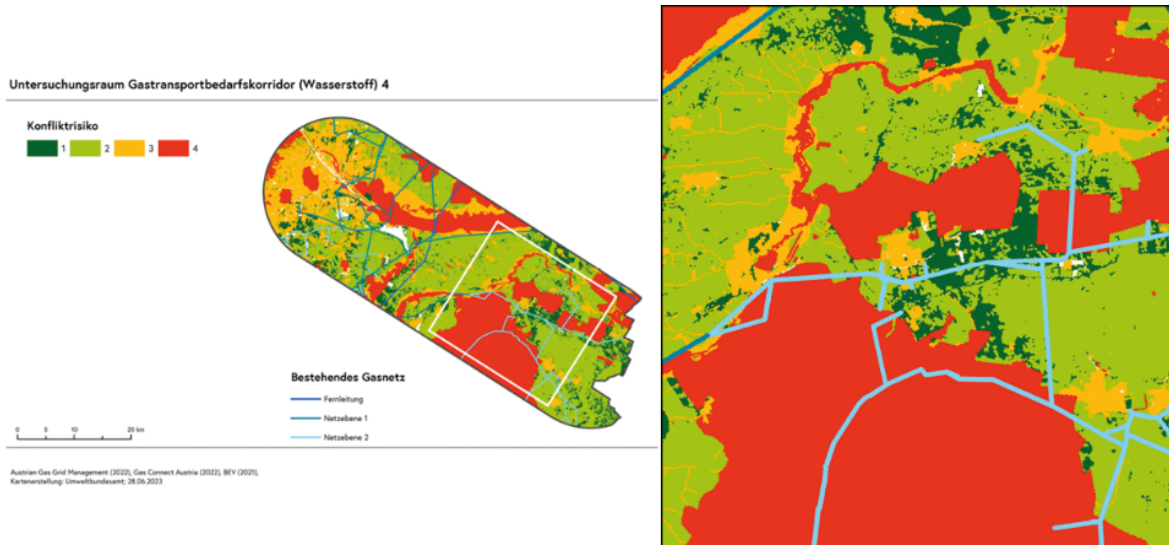 Untersuchungsraum Gastransportbedarfskorridor (Wasserstoff) 4
Konfliktrisiko
1 2 3 4
Bestehendes Gasnetz
Fernleitung
Netzebene 1
Netzebene 2
0 5 10 20 km
Austrian Gas Grid Management (2022), Gas Connect Austria (2022), BEV (2021),
Kartenerstellung: Umweltbundesamt; 28.06.2023